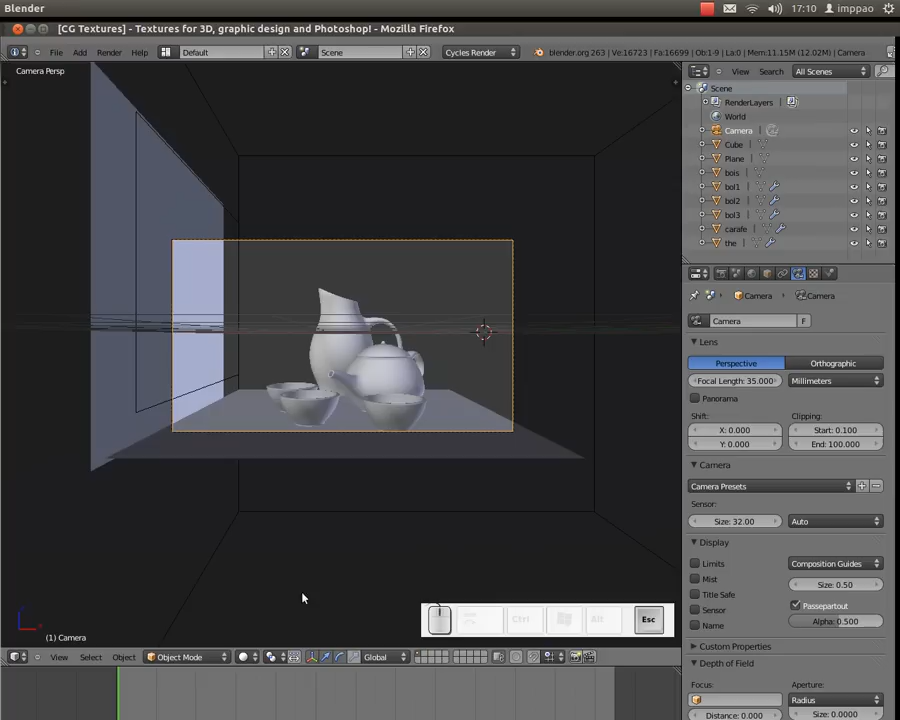 Blender
17:10
imppao
[CG Textures] - Textures for 3D, graphic design and Photoshop! - Mozilla Firefox
File
Add
Render
Help
Default
Scene
Cycles Render
blender.org 263 | Ve:16723 | Fa:16699 | Ob:1-9 | La:0 | Mem:11.15M (12.02M) | Camera
Camera Persp
View
Search
All Scenes
Scene
RenderLayers |
World
Camera |
Cube |
Plane |
bois |
bol1 |
bol2 |
bol3 |
carafe |
the |
Camera
Camera
Camera
F
Lens
Perspective
Orthographic
Focal Length: 35.000
Millimeters
Panorama
Shift:
Clipping:
X: 0.000
Start: 0.100
Y: 0.000
End: 100.000
Camera
Camera Presets
Sensor:
Size: 32.00
Auto
Display
Limits
Composition Guides
Mist
Size: 0.50
Title Safe
Passepartout
Sensor
Alpha: 0.500
Name
Custom Properties
Depth of Field
Focus:
Aperture:
Radius
Distance: 0.000
Size: 0.0000
Ctrl
Alt
Esc
(1) Camera
View
Select
Object
Object Mode
Global